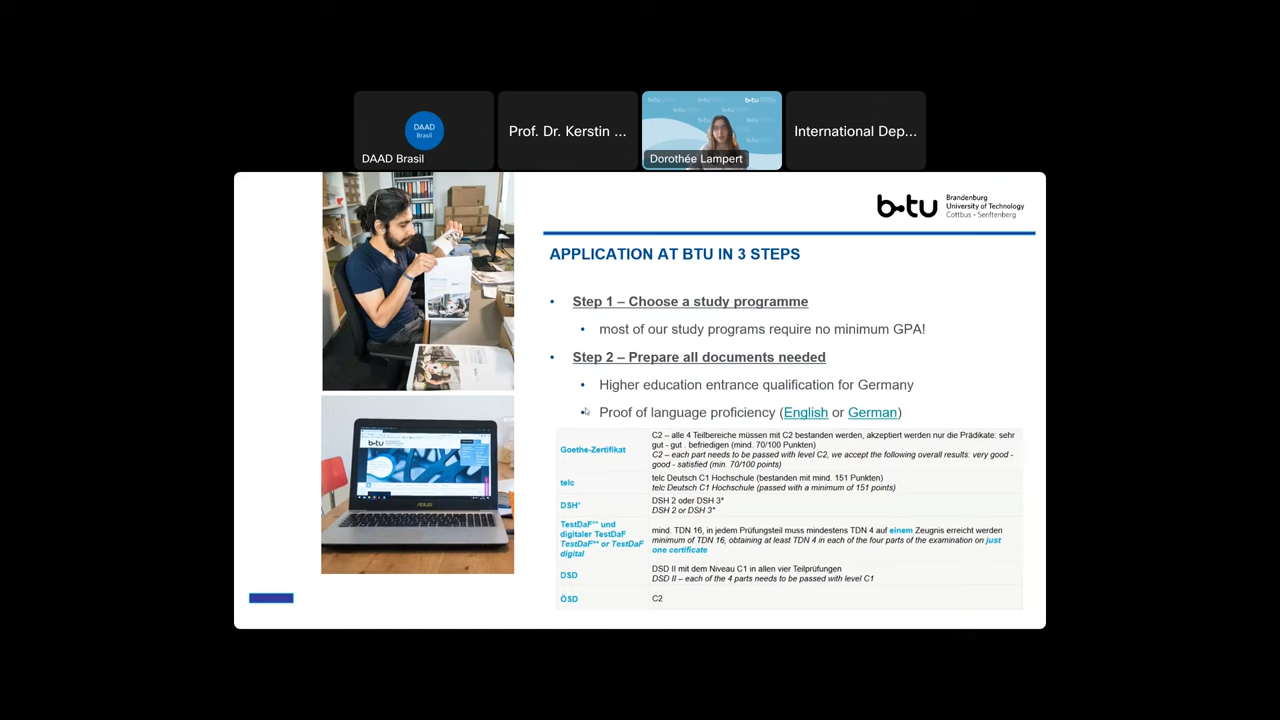 DAAD
Brasil
DAAD Brasil
Prof. Dr. Kerstin ...
b-tu
Dorothée Lampert
International Dep...
b-tu
Brandenburg
University of Technology
Cottbus - Senftenberg
APPLICATION AT BTU IN 3 STEPS
• Step 1 – Choose a study programme
• most of our study programs require no minimum GPA!
• Step 2 – Prepare all documents needed
• Higher education entrance qualification for Germany
• Proof of language proficiency (English or German)
Goethe-Zertifikat
C2 – alle 4 Teilbereiche müssen mit C2 bestanden werden, akzeptiert werden nur die Prädikate: sehr
gut - gut . befriedigen (mind. 70/100 Punkten)
C2 – each part needs to be passed with level C2, we accept the following overall results: very good -
good - satisfied (min. 70/100 points)
telc
telc Deutsch C1 Hochschule (bestanden mit mind. 151 Punkten)
telc Deutsch C1 Hochschule (passed with a minimum of 151 points)
DSH*
DSH 2 oder DSH 3*
DSH 2 or DSH 3*
TestDaF** und
digitaler TestDaF
TestDaF** or TestDaF
digital
mind. TDN 16, in jedem Prüfungsteil muss mindestens TDN 4 auf einem Zeugnis erreicht werden
minimum of TDN 16, obtaining at least TDN 4 in each of the four parts of the examination on just
one certificate
DSD
DSD II mit dem Niveau C1 in allen vier Teilprüfungen
DSD II – each of the 4 parts needs to be passed with level C1
ÖSD
C2
b-tu
ASUS